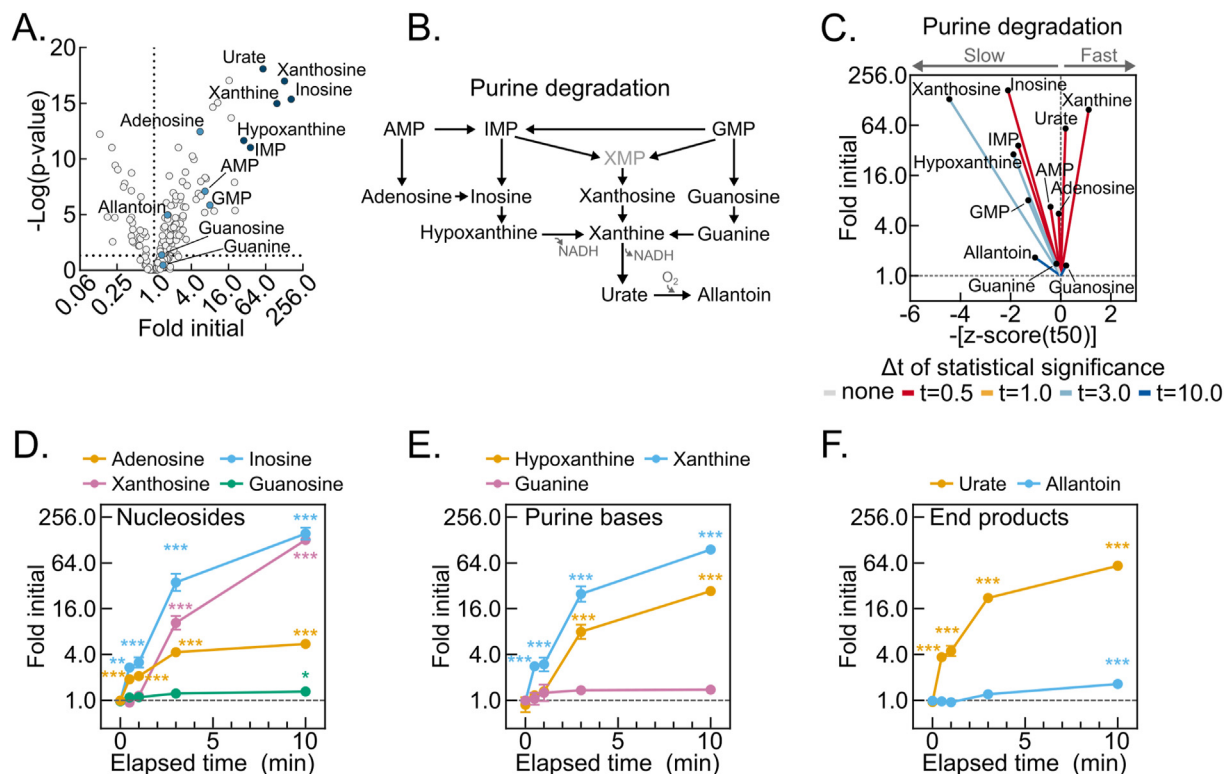 A.
20
15
10
5
0
-Log(p-value)
0.06
0.25
1.0
4.0
16.0
64.0
256.0
Fold initial
Urate
Xanthosine
Xanthine
Inosine
Adenosine
Hypoxanthine
IMP
AMP
Allantoin
GMP
Guanosine
Guanine
B.
Purine degradation
AMP
IMP
GMP
XMP
Xanthosine
Adenosine
Inosine
Guanosine
Hypoxanthine
Xanthine
Guanine
NADH
NADH
O2
Urate
Allantoin
C.
Purine degradation
Slow
Fast
256.0
64.0
16.0
4.0
1.0
Fold initial
Xanthosine
Inosine
Xanthine
Urate
IMP
Hypoxanthine
AMP
Adenosine
GMP
Allantoin
Guanine
Guanosine
-6
-4
-2
0
2
-[z-score(t50)]
Δt of statistical significance
none
t=0.5
t=1.0
t=3.0
t=10.0
D.
Adenosine
Inosine
Xanthosine
Guanosine
Nucleosides
256.0
64.0
16.0
4.0
1.0
Fold initial
***
***
***
***
***
***
***
**
***
***
*
0
5
10
Elapsed time (min)
E.
Hypoxanthine
Xanthine
Guanine
Purine bases
256.0
64.0
16.0
4.0
1.0
Fold initial
***
***
***
***
***
***
0
5
10
Elapsed time (min)
F.
Urate
Allantoin
End products
256.0
64.0
16.0
4.0
1.0
Fold initial
***
***
***
***
***
0
5
10
Elapsed time (min)